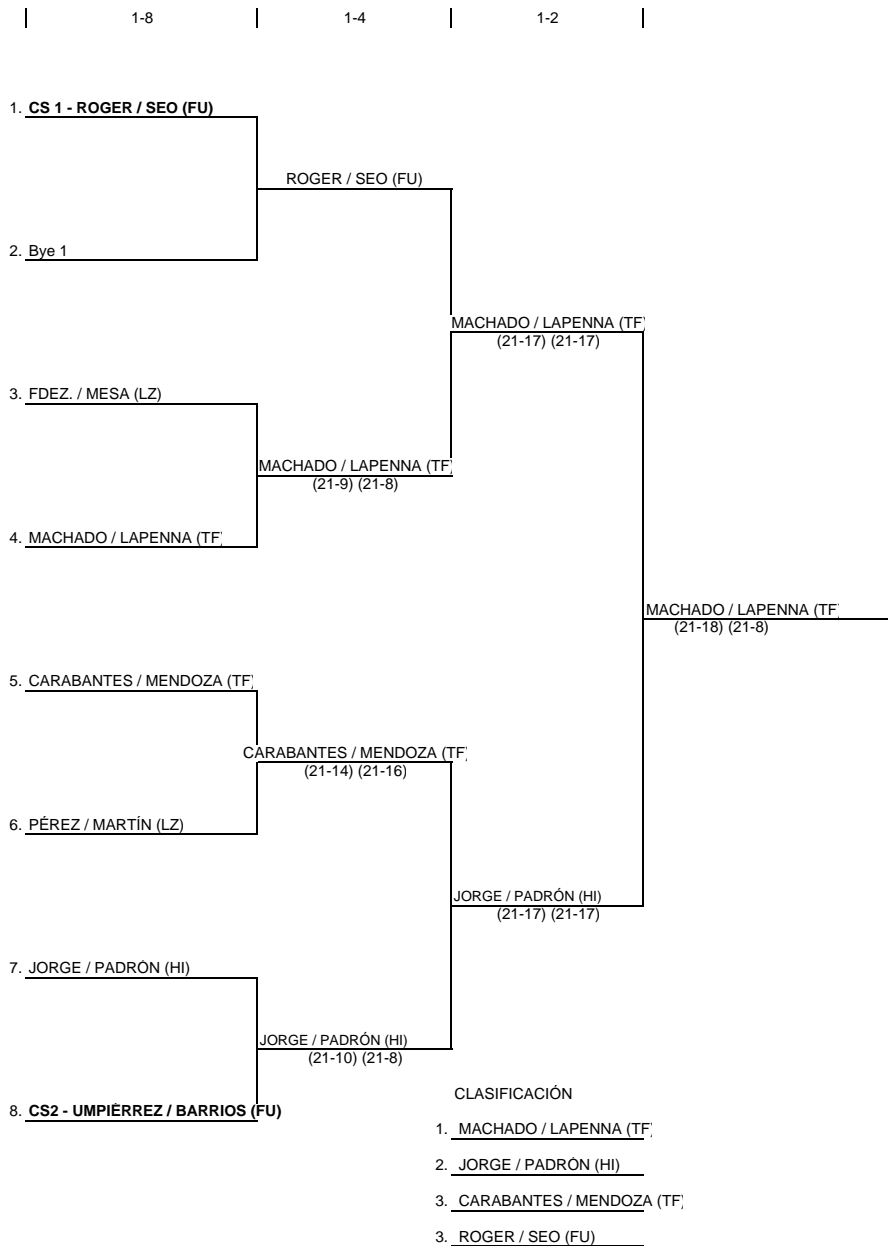 1-8 1-4 1-2
1. CS 1 - ROGER / SEO (FU)
ROGER / SEO (FU)
2. Bye 1
MACHADO / LAPENNA (TF)
(21-17) (21-17)
3. FDEZ. / MESA (LZ)
MACHADO / LAPENNA (TF)
(21-9) (21-8)
4. MACHADO / LAPENNA (TF)
MACHADO / LAPENNA (TF)
(21-18) (21-8)
5. CARABANTES / MENDOZA (TF)
CARABANTES / MENDOZA (TF)
(21-14) (21-16)
6. PÉREZ / MARTÍN (LZ)
JORGE / PADRÓN (HI)
(21-17) (21-17)
7. JORGE / PADRÓN (HI)
JORGE / PADRÓN (HI)
(21-10) (21-8)
8. CS2 - UMPIÉRREZ / BARRIOS (FU)
CLASIFICACIÓN
1. MACHADO / LAPENNA (TF)
2. JORGE / PADRÓN (HI)
3. CARABANTES / MENDOZA (TF)
3. ROGER / SEO (FU)